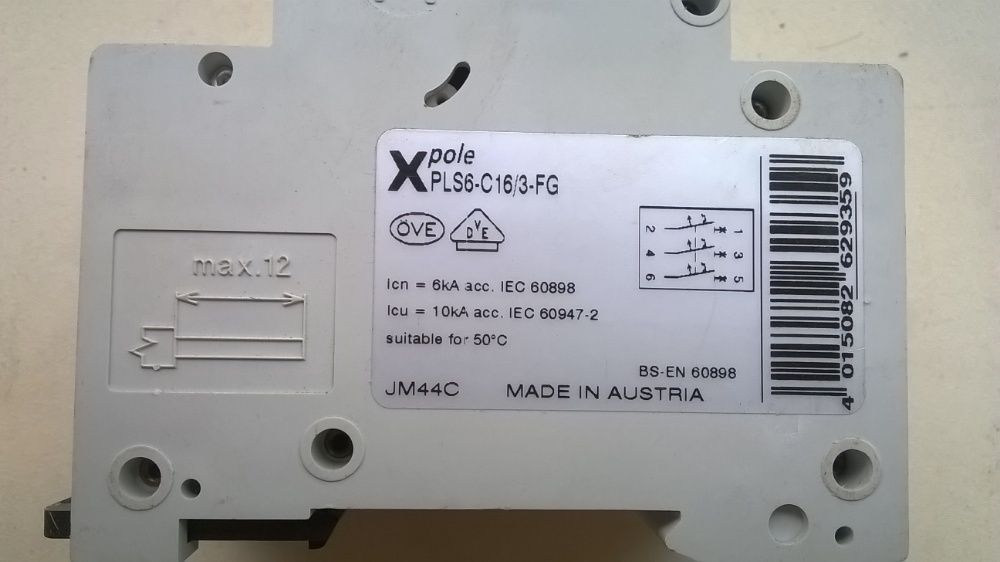 max.12
Xpole
PLS6-C16/3-FG
ÖVE
DVE
Icn = 6kA acc. IEC 60898
Icu = 10kA acc. IEC 60947-2
suitable for 50°C
BS-EN 60898
JM44C MADE IN AUSTRIA
2 1
4 3
6 5
4 015082 629359